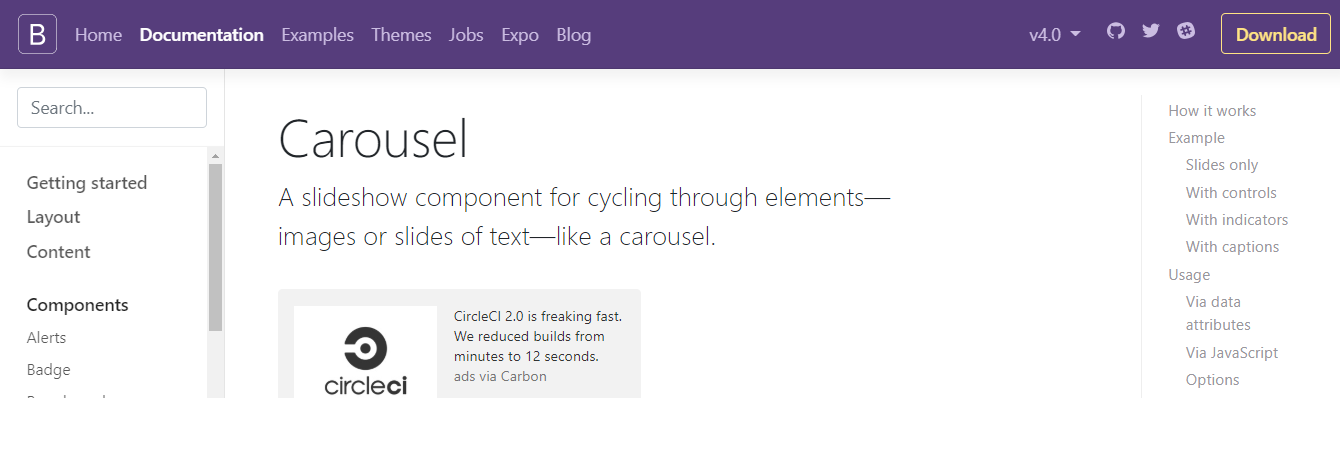 B Home Documentation Examples Themes Jobs Expo Blog v4.0 Download
Search...
Getting started
Layout
Content
Components
Alerts
Badge
Carousel
A slideshow component for cycling through elements—
images or slides of text—like a carousel.
circleci
CircleCI 2.0 is freaking fast.
We reduced builds from
minutes to 12 seconds.
ads via Carbon
How it works
Example
Slides only
With controls
With indicators
With captions
Usage
Via data
attributes
Via JavaScript
Options